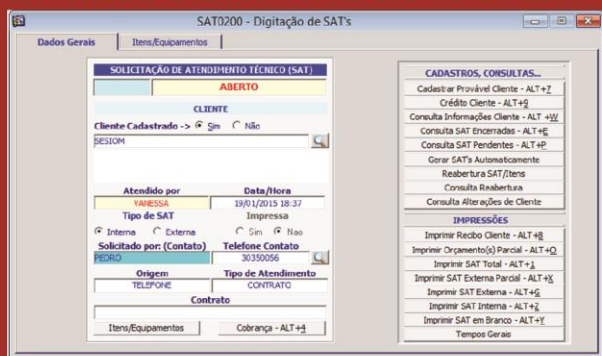 SAT0200 - Digitação de SAT's
Dados Gerais
Itens/Equipamentos
SOLICITAÇÃO DE ATENDIMENTO TÉCNICO (SAT)
ABERTO
CLIENTE
Cliente Cadastrado -> Sim Não
SESIOM
Atendido por Data/Hora
VANESSA 19/01/2015 18:37
Tipo de SAT Impressa
Interna Externa Sim Nao
Solicitado por: (Contato) Telefone Contato
PEDRO 30350056
Origem Tipo de Atendimento
TELEFONE CONTRATO
Contrato
Itens/Equipamentos Cobrança - ALT+4
CADASTROS, CONSULTAS...
Cadastrar Provável Cliente - ALT+7
Crédito Cliente - ALT+9
Consulta Informações Cliente - ALT +W
Consulta SAT Encerradas - ALT+E
Consulta SAT Pendentes - ALT+P
Gerar SAT's Automaticamente
Reabertura SAT/Itens
Consulta Reabertura
Consulta Alterações de Cliente
IMPRESSÕES
Imprimir Recibo Cliente - ALT+8
Imprimir Orçamento(s) Parcial - ALT+O
Imprimir SAT Total - ALT+1
Imprimir SAT Externa Parcial - ALT+X
Imprimir SAT Externa - ALT+G
Imprimir SAT Interna - ALT+Z
Imprimir SAT em Branco - ALT+Y
Tempos Gerais